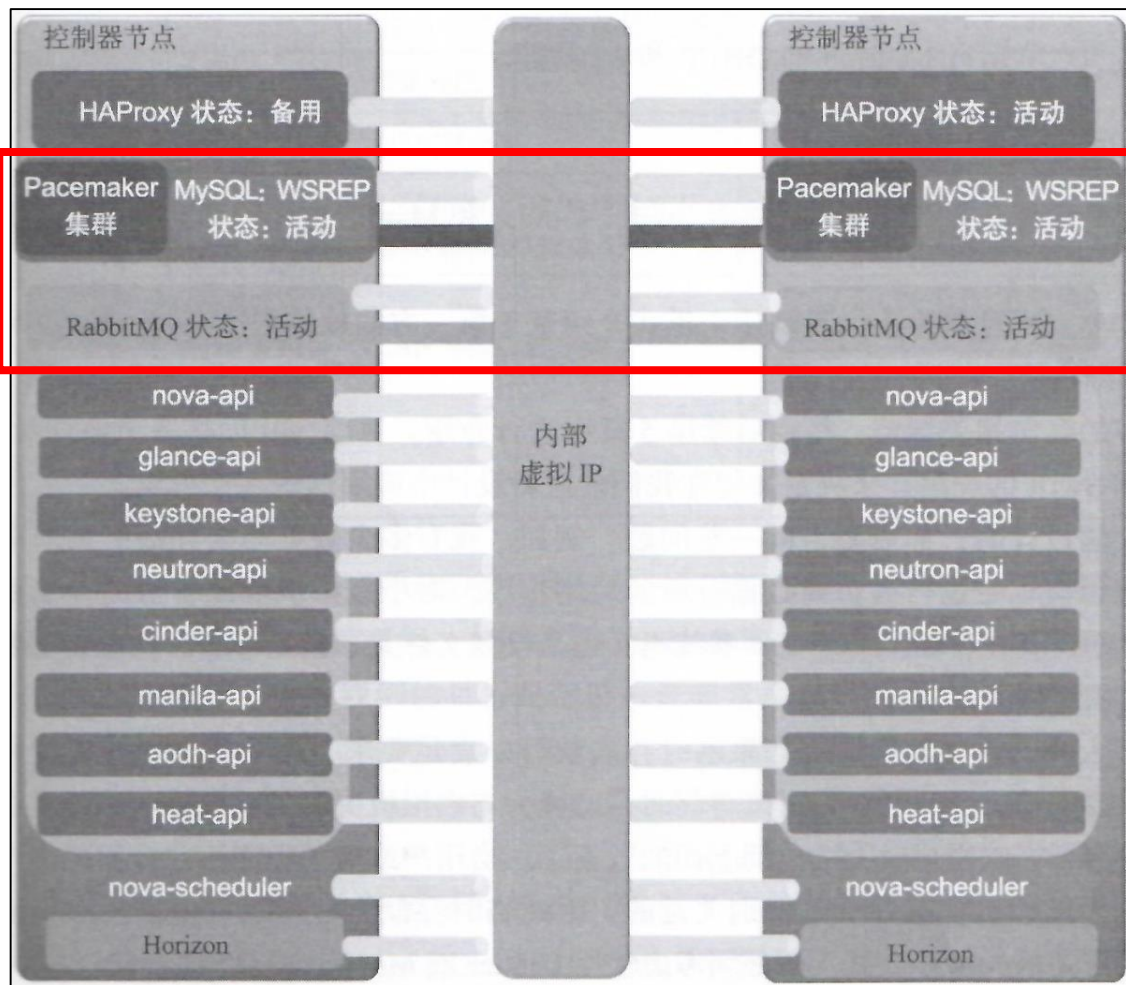 控制器节点
HAProxy 状态：备用
Pacemaker
集群
MySQL：WSREP
状态：活动
RabbitMQ 状态：活动
nova-api
glance-api
keystone-api
neutron-api
cinder-api
manila-api
aodh-api
heat-api
nova-scheduler
Horizon
内部
虚拟 IP
控制器节点
HAProxy 状态：活动
Pacemaker
集群
MySQL：WSREP
状态：活动
RabbitMQ 状态：活动
nova-api
glance-api
keystone-api
neutron-api
cinder-api
manila-api
aodh-api
heat-api
nova-scheduler
Horizon